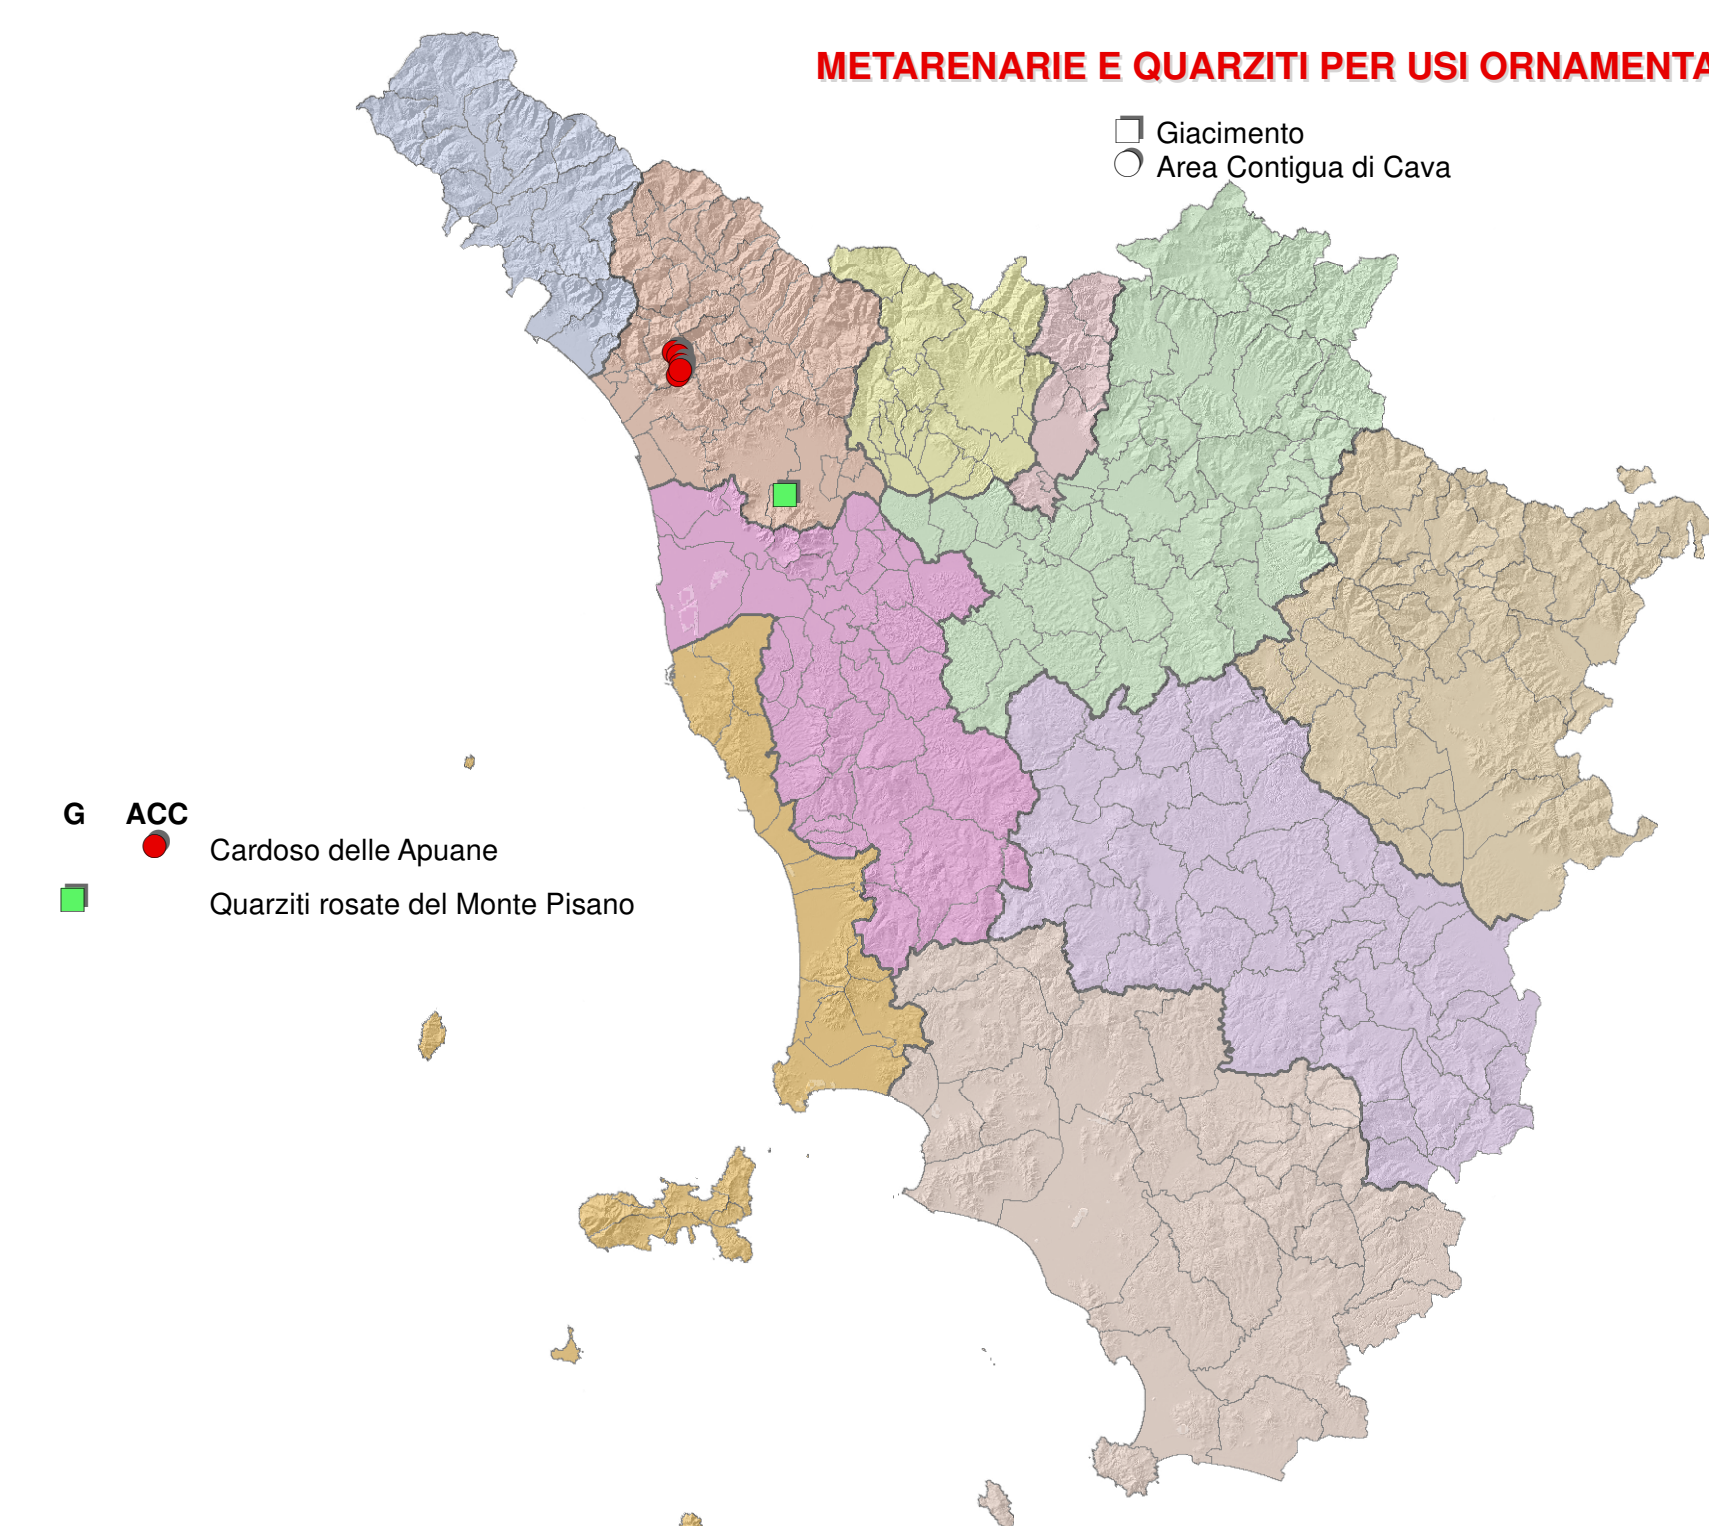 METARENARIE E QUARZITI PER USI ORNAMENTA
Giacimento
Area Contigua di Cava
G ACC
Cardoso delle Apuane
Quarziti rosate del Monte Pisano